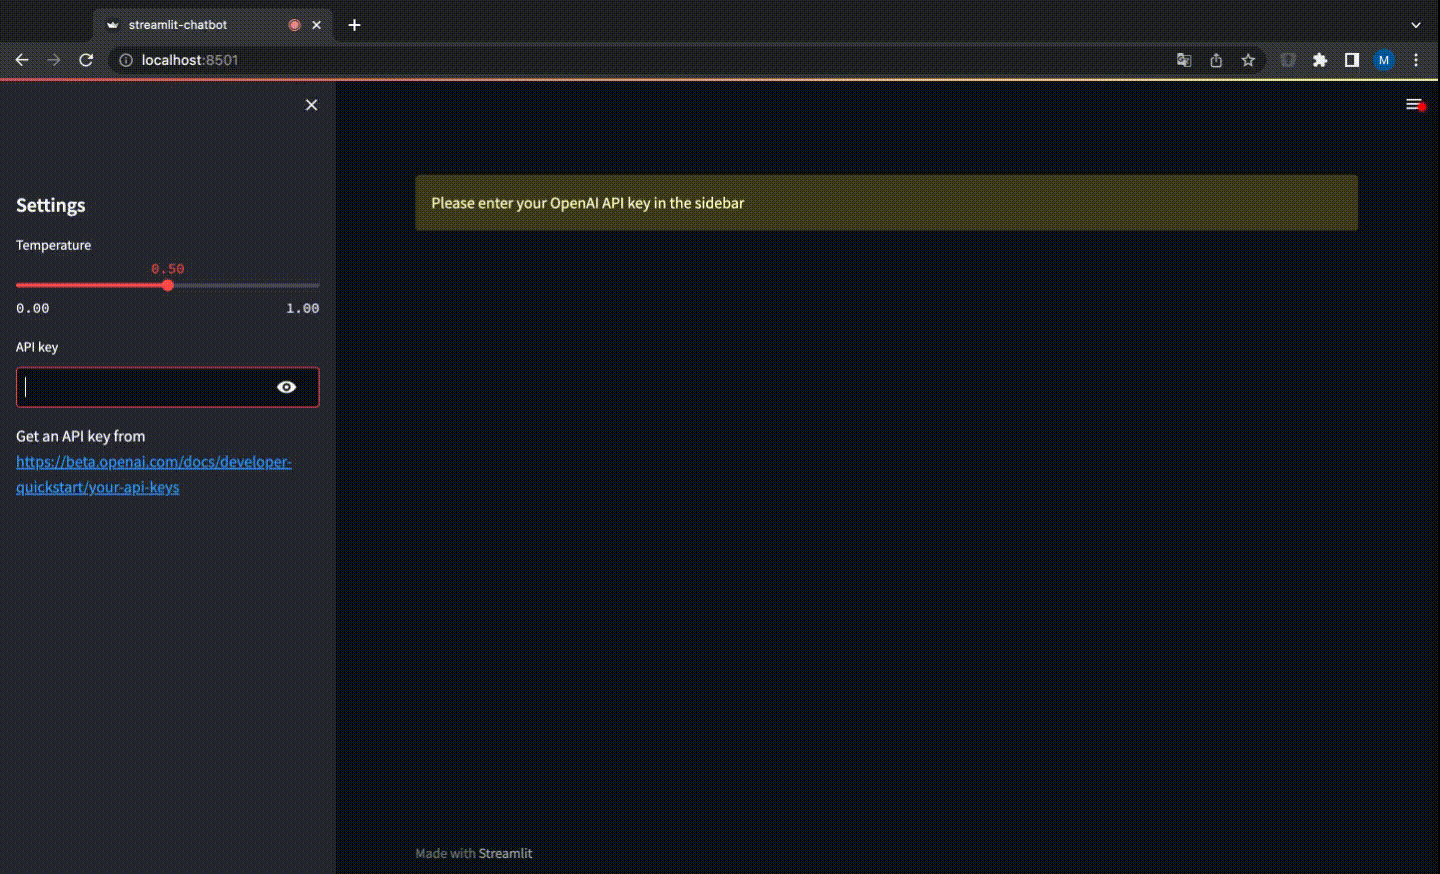 streamlit-chatbot
localhost:8501
M
Settings
Temperature
0.50
0.00 1.00
API key
Get an API key from
https://beta.openai.com/docs/developer-
quickstart/your-api-keys
Please enter your OpenAI API key in the sidebar
Made with Streamlit